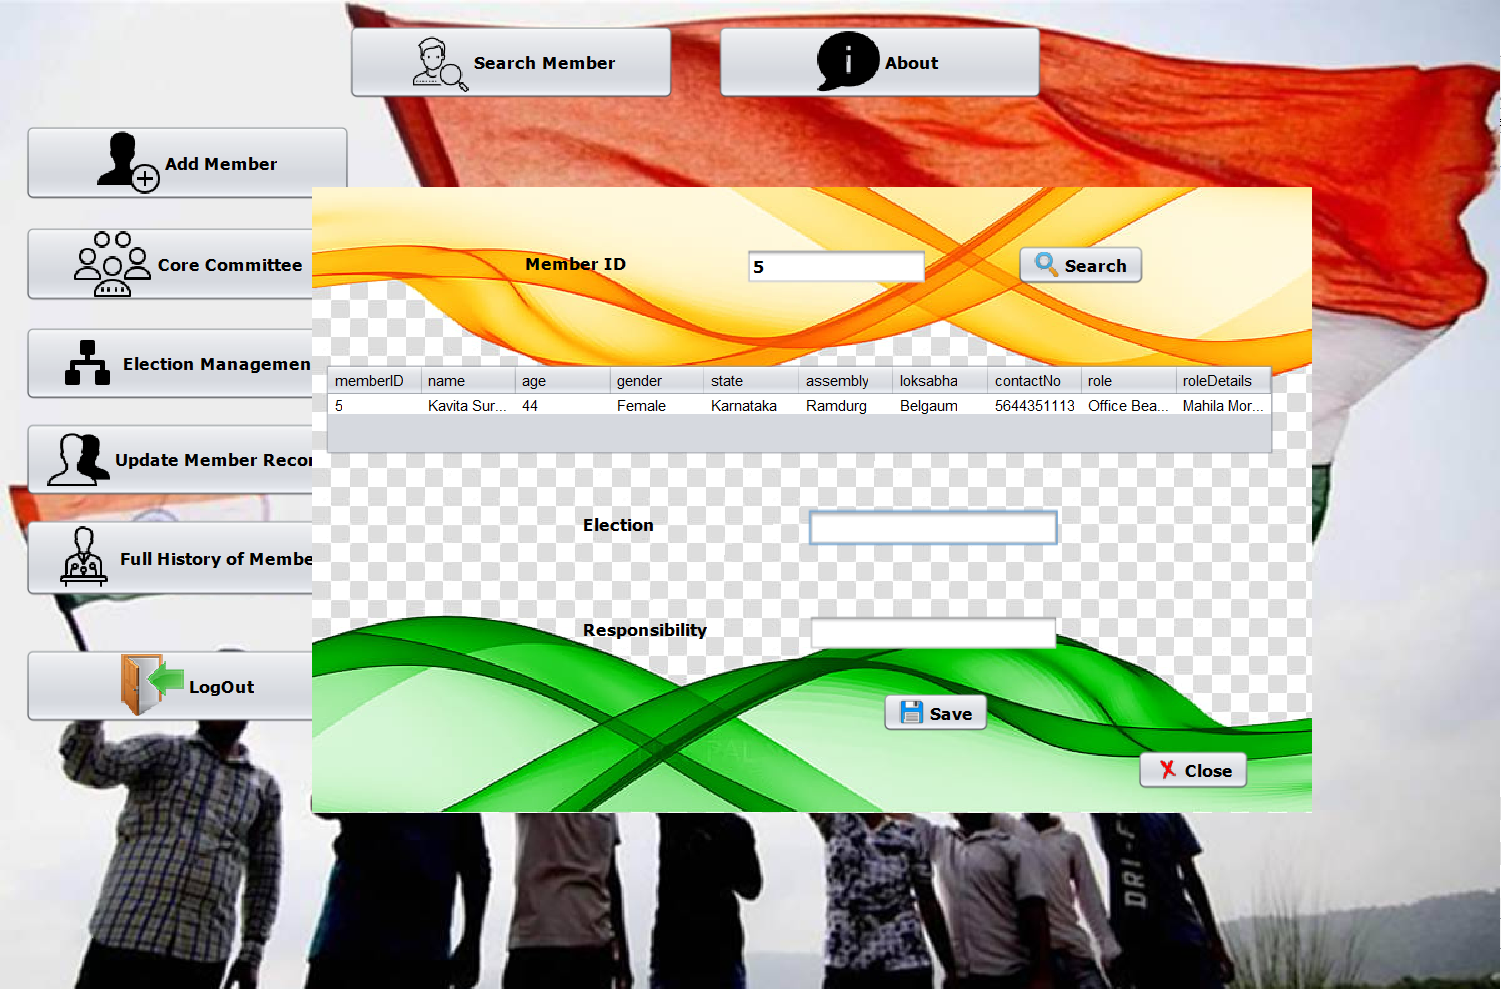 Search Member
About
Add Member
Core Committee
Election Managemen
Update Member Recor
Full History of Membe
LogOut
Member ID
5
Search
memberID name age gender state assembly loksabha contactNo role roleDetails
5 Kavita Sur... 44 Female Karnataka Ramdurg Belgaum 5644351113 Office Bea... Mahila Mor...
Election
Responsibility
Save
Close
DRI-F